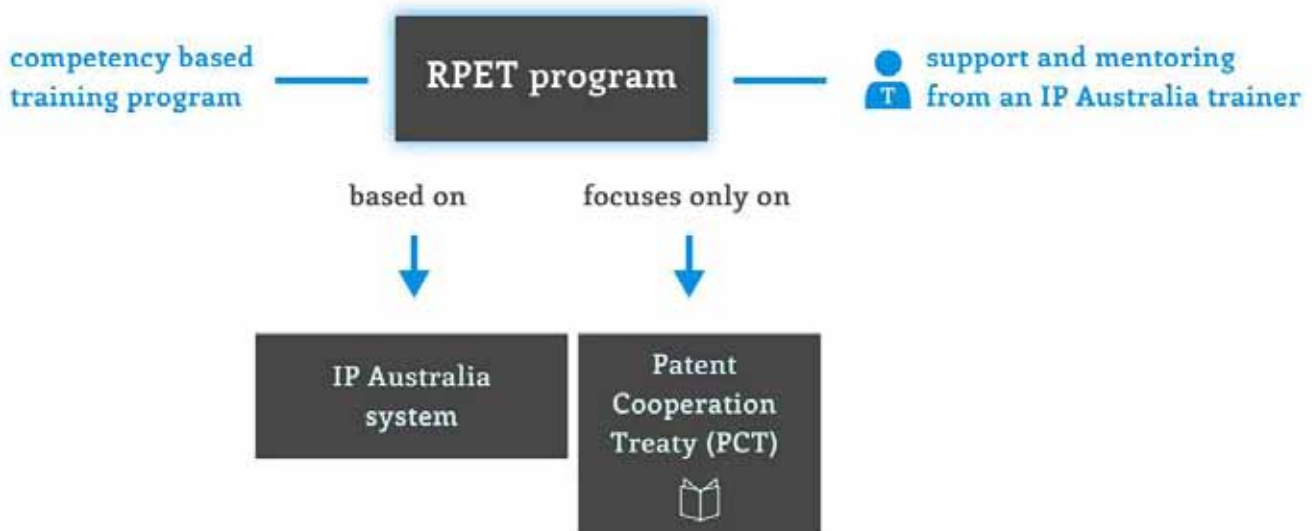 competency based
training program
RPET program
T
support and mentoring
from an IP Australia trainer
based on
focuses only on
IP Australia
system
Patent
Cooperation
Treaty (PCT)